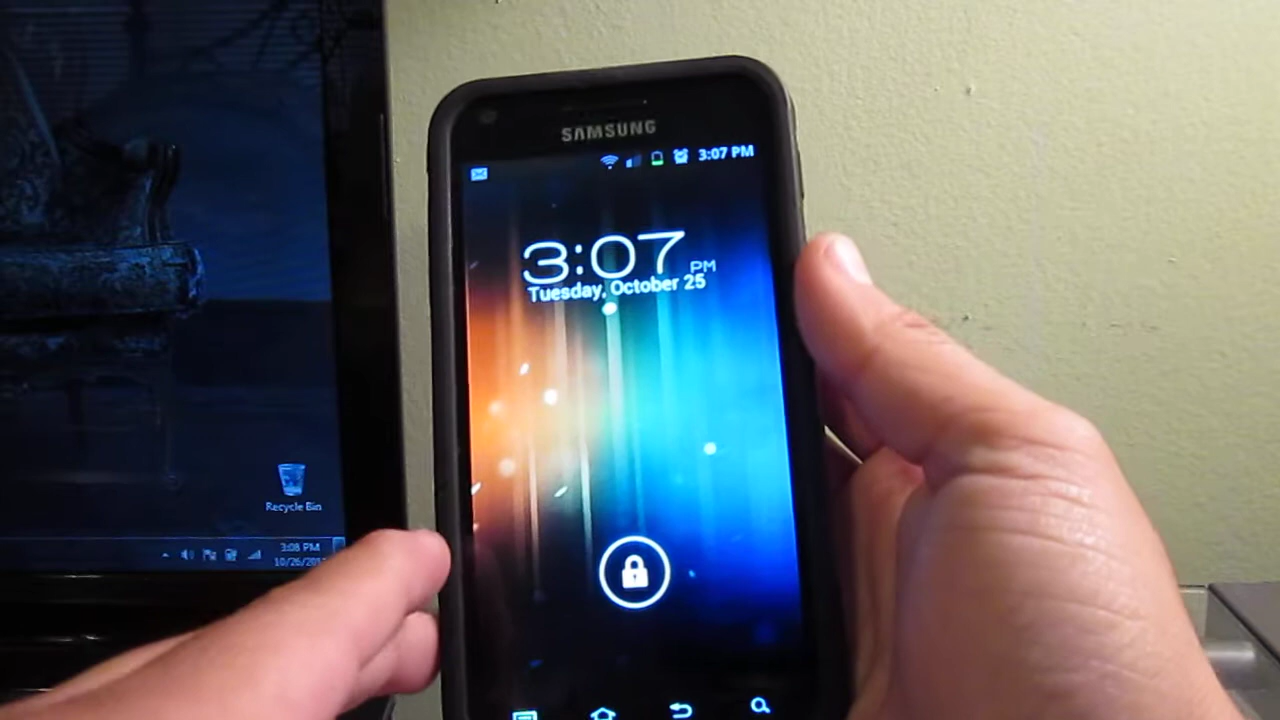 SAMSUNG
3:07 PM
3:07 PM
Tuesday, October 25
Recycle Bin
3:08 PM